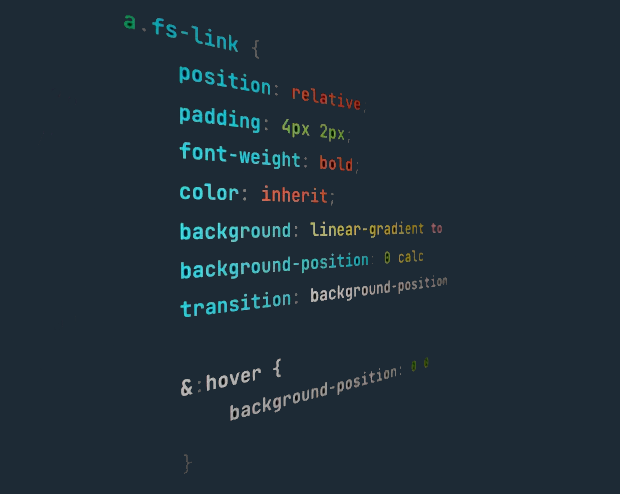 a.fs-link {
position: relative;
padding: 4px 2px;
font-weight: bold;
color: inherit;
background: linear-gradient to
background-position: 0 calc
transition: background-position
&:hover {
background-position: 0 0
}